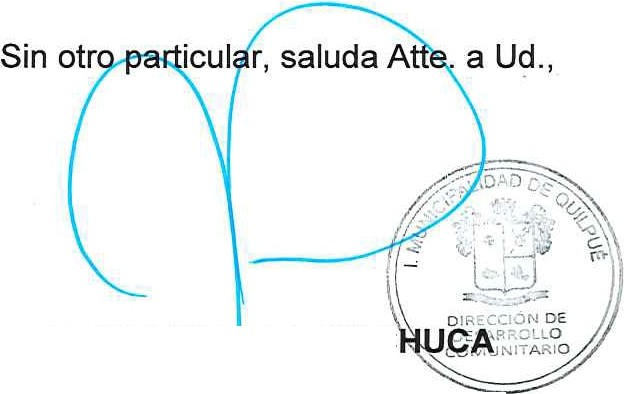 Sin otro particular, saluda Atte. a Ud.,
I. MUNICIPALIDAD DE QUILPUÉ
DIRECCIÓN DE
DESARROLLO
COMUNITARIO
HUCA